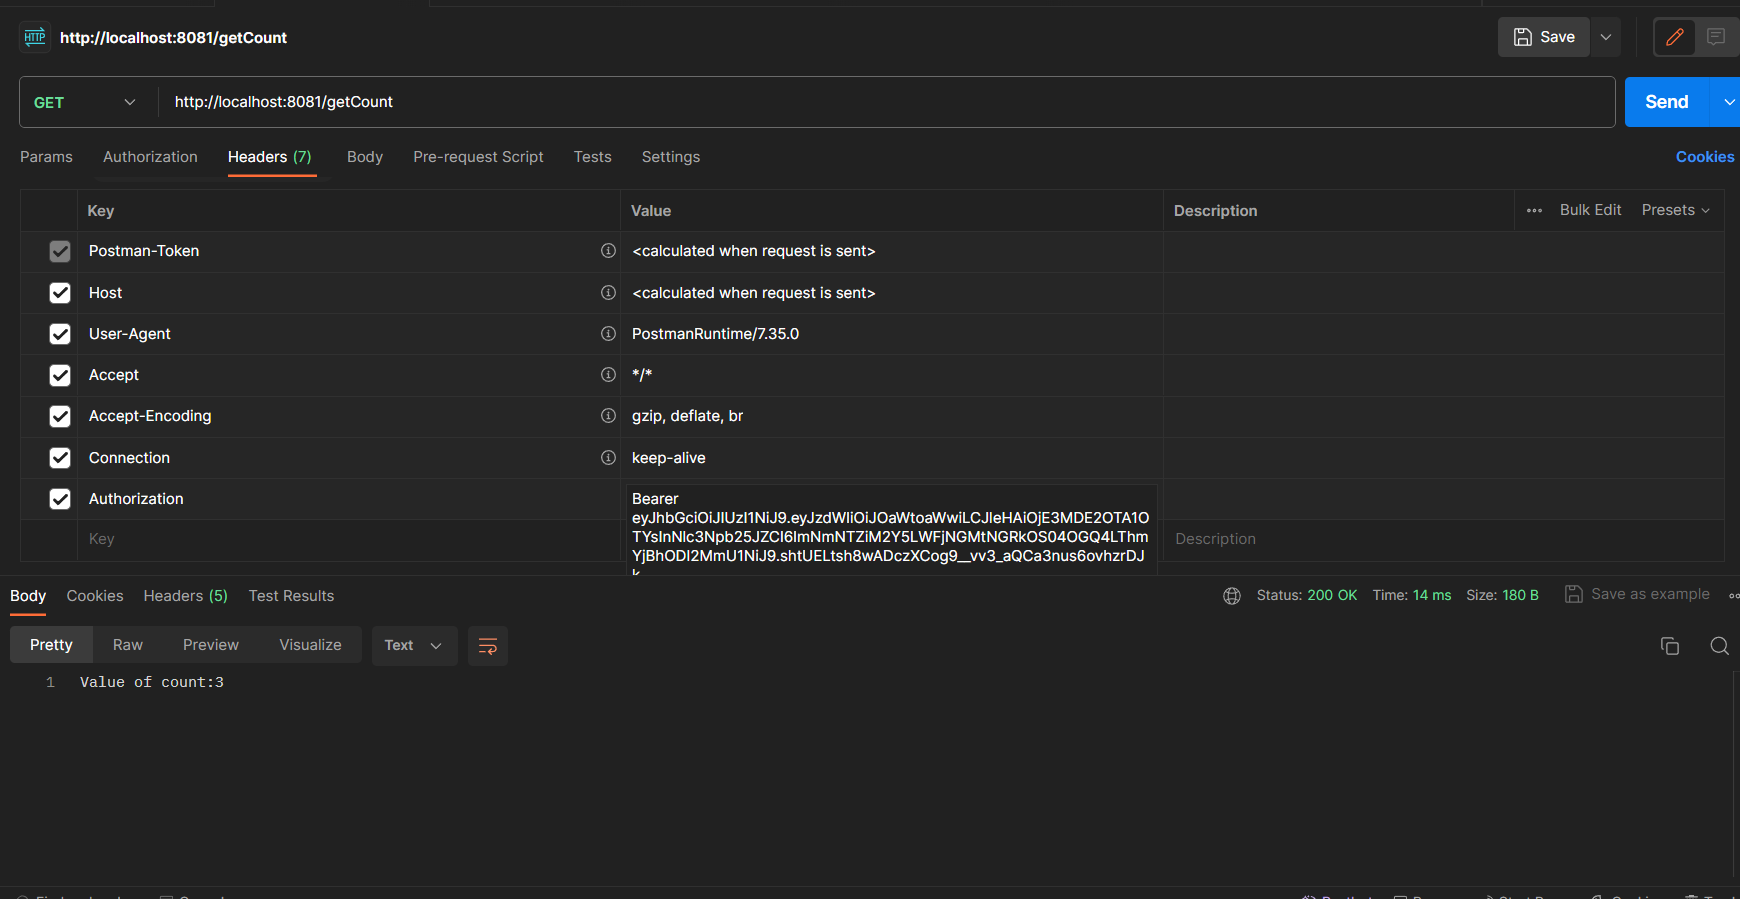 HTTP http://localhost:8081/getCount Save
GET http://localhost:8081/getCount Send
Params Authorization Headers (7) Body Pre-request Script Tests Settings Cookies
Key Value Description Bulk Edit Presets
Postman-Token <calculated when request is sent>
Host <calculated when request is sent>
User-Agent PostmanRuntime/7.35.0
Accept */*
Accept-Encoding gzip, deflate, br
Connection keep-alive
Authorization Bearer
eyJhbGciOiJIUzI1NiJ9.eyJzdWIiOiJOaWtoaWwiLCJleHAiOjE3MDE2OTA1O
TYsInNlc3Npb25JZCI6ImNmNTZiM2Y5LWFjNGMtNGRkOS04OGQ4LThm
YjBhODI2MmU1NiJ9.shtUELtsh8wADczXCog9__vv3_aQCa3nus6ovhzrDJ
Key Description
Body Cookies Headers (5) Test Results Status: 200 OK Time: 14 ms Size: 180 B Save as example
Pretty Raw Preview Visualize Text
1 Value of count:3